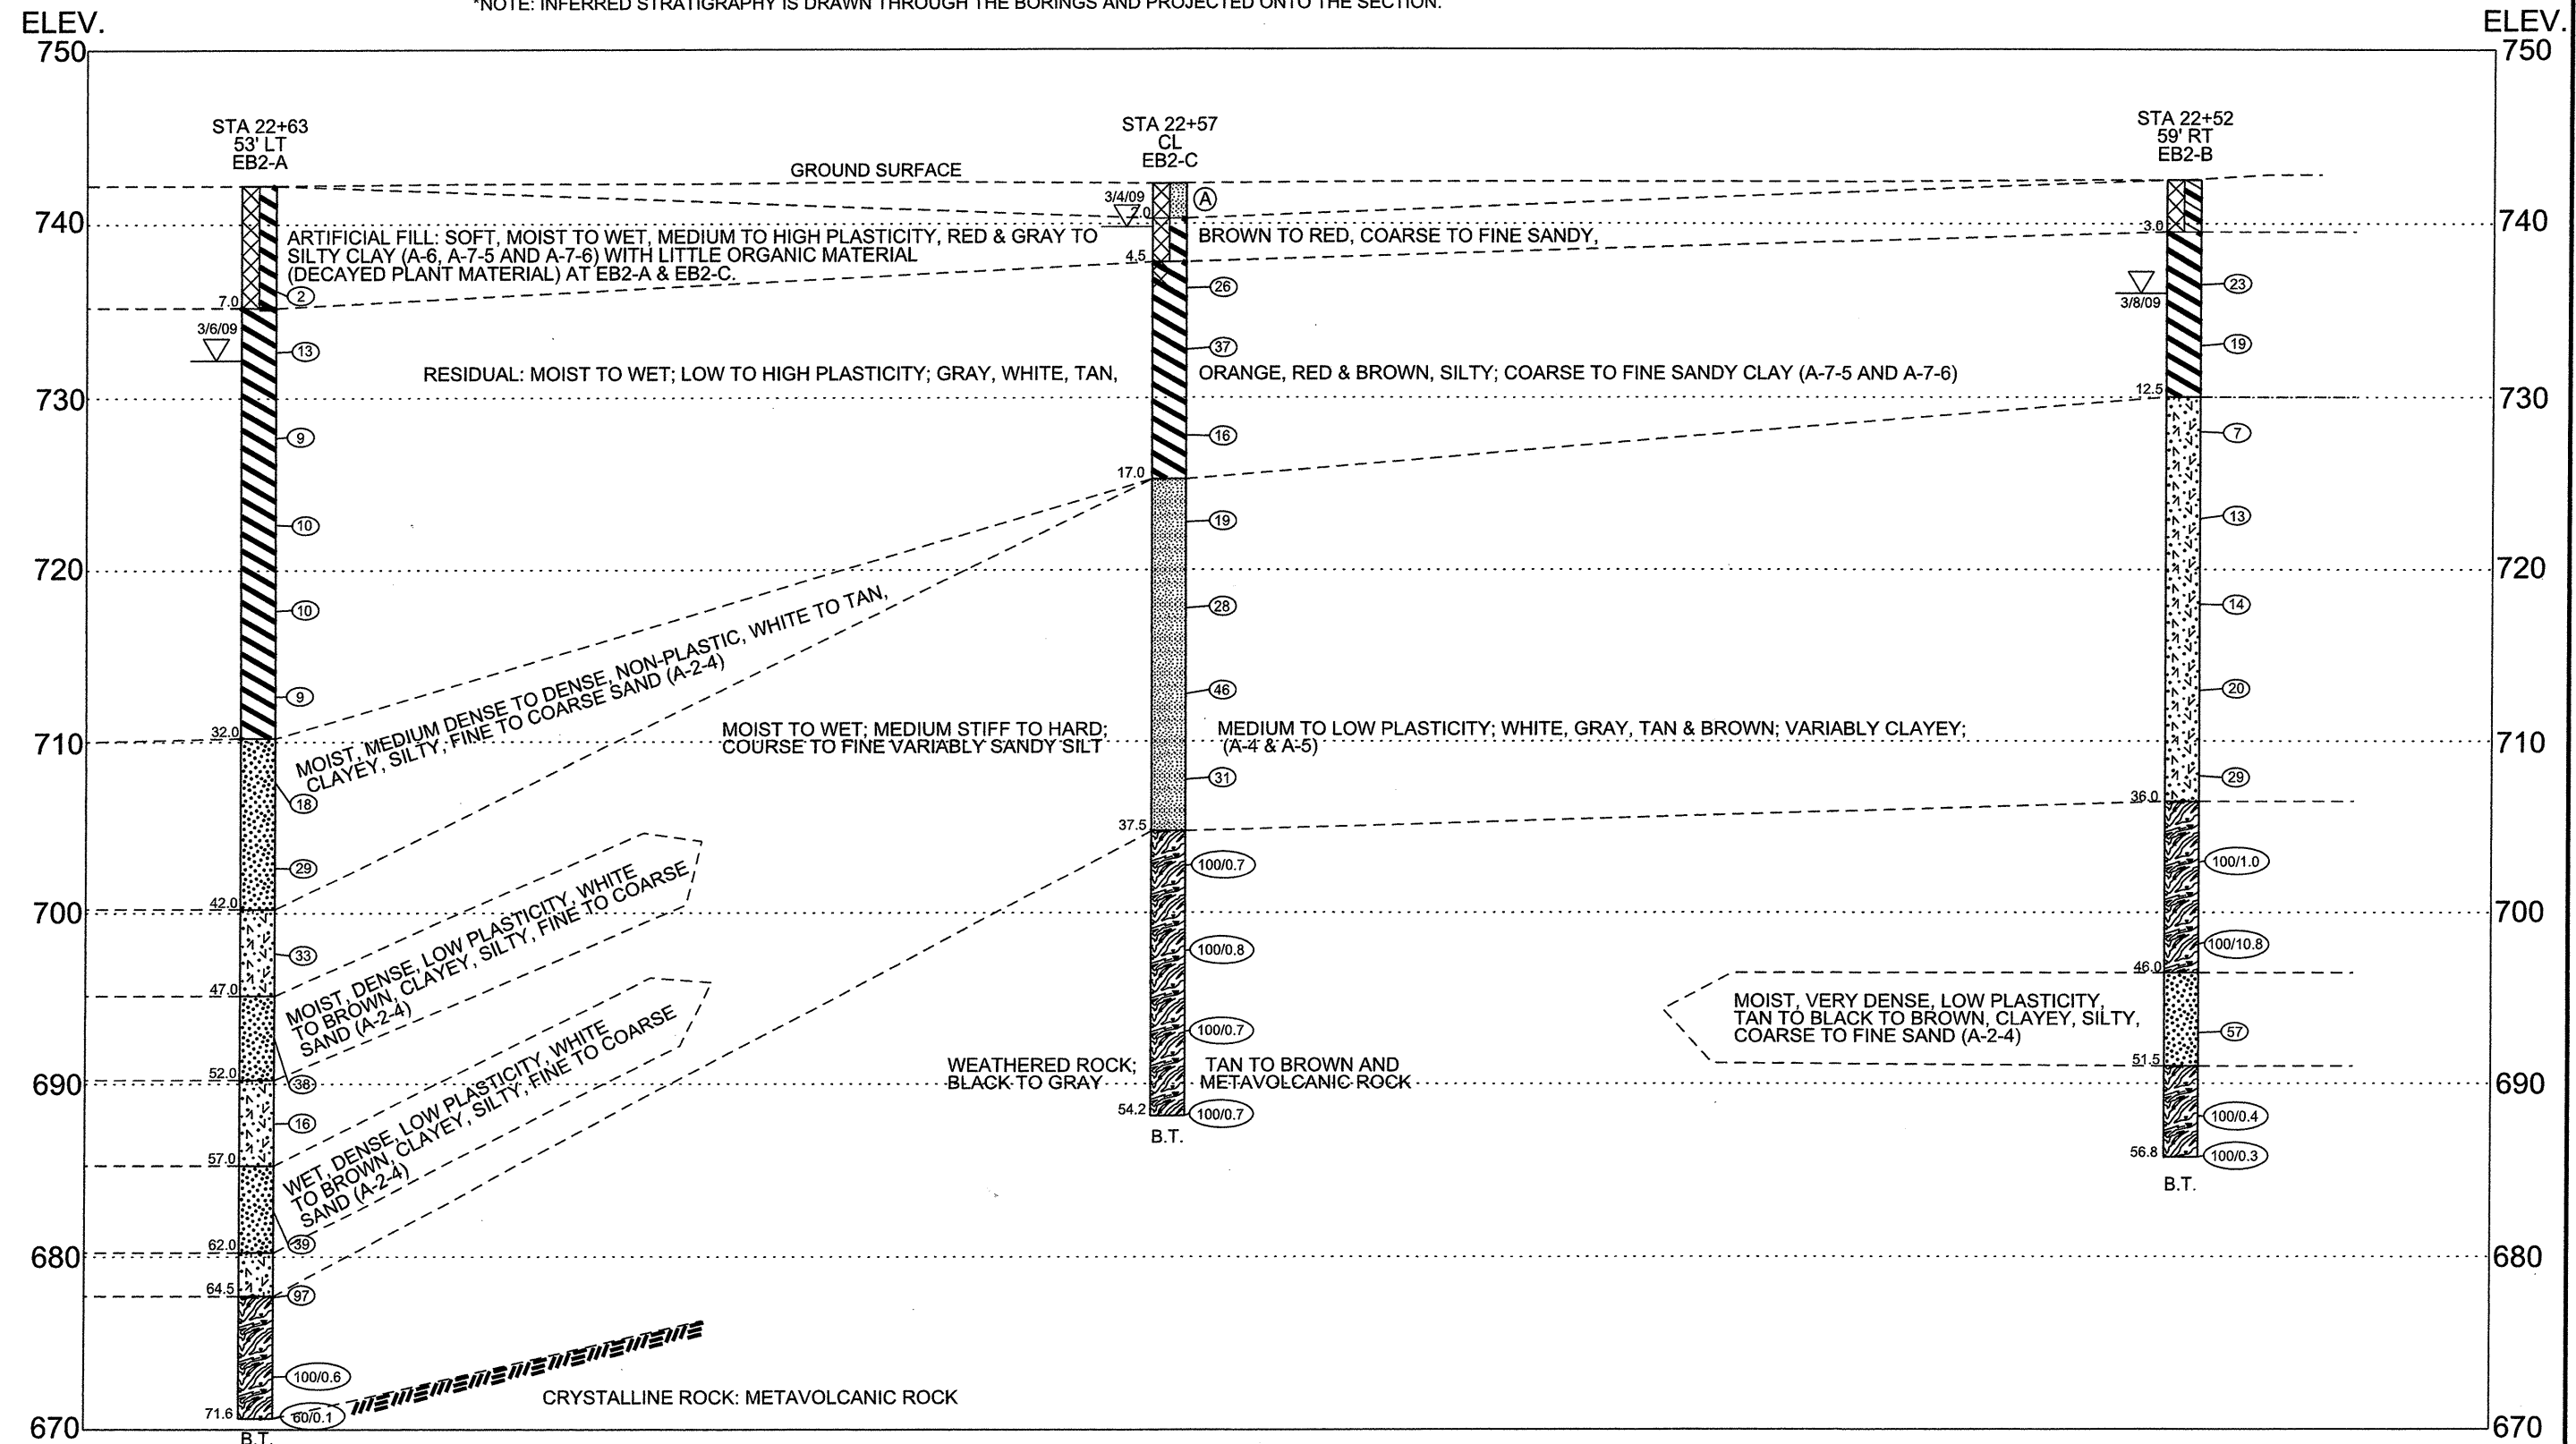 *NOTE: INFERRED STRATIGRAPHY IS DRAWN THROUGH THE BORINGS AND PROJECTED ONTO THE SECTION.
ELEV.
ELEV.
750
750
STA 22+63
53' LT
EB2-A
STA 22+57
CL
EB2-C
STA 22+52
59' RT
EB2-B
GROUND SURFACE
3/4/09
A
2.0
740
740
3.0
ARTIFICIAL FILL: SOFT, MOIST TO WET, MEDIUM TO HIGH PLASTICITY, RED & GRAY TO
BROWN TO RED, COARSE TO FINE SANDY,
SILTY CLAY (A-6, A-7-5 AND A-7-6) WITH LITTLE ORGANIC MATERIAL
(DECAYED PLANT MATERIAL) AT EB2-A & EB2-C.
4.5
26
23
2
7.0
3/8/09
3/6/09
13
37
19
RESIDUAL: MOIST TO WET; LOW TO HIGH PLASTICITY; GRAY, WHITE, TAN,
ORANGE, RED & BROWN, SILTY; COARSE TO FINE SANDY CLAY (A-7-5 AND A-7-6)
12.5
730
730
9
16
7
17.0
10
19
13
720
720
10
28
14
9
46
20
32.0
MOIST, MEDIUM DENSE TO DENSE, NON-PLASTIC, WHITE TO TAN,
CLAYEY, SILTY, FINE TO COARSE SAND (A-2-4)
MOIST TO WET; MEDIUM STIFF TO HARD;
MEDIUM TO LOW PLASTICITY; WHITE, GRAY, TAN & BROWN; VARIABLY CLAYEY;
COURSE TO FINE VARIABLY SANDY SILT
(A-4 & A-5)
710
710
18
31
29
36.0
37.5
29
100/0.7
100/1.0
42.0
700
700
33
100/0.8
100/10.8
47.0
46.0
MOIST, DENSE, LOW PLASTICITY, WHITE
TO BROWN, CLAYEY, SILTY, FINE TO COARSE
SAND (A-2-4)
MOIST, VERY DENSE, LOW PLASTICITY,
TAN TO BLACK TO BROWN, CLAYEY, SILTY,
COARSE TO FINE SAND (A-2-4)
100/0.7
57
51.5
52.0
38
WEATHERED ROCK;
TAN TO BROWN AND
BLACK TO GRAY
METAVOLCANIC ROCK
690
690
16
54.2
100/0.7
100/0.4
B.T.
56.8
100/0.3
B.T.
57.0
WET, DENSE, LOW PLASTICITY, WHITE
TO BROWN, CLAYEY, SILTY, FINE TO COARSE
SAND (A-2-4)
62.0
39
680
680
64.5
97
100/0.6
CRYSTALLINE ROCK: METAVOLCANIC ROCK
71.6
60/0.1
670
670
B.T.